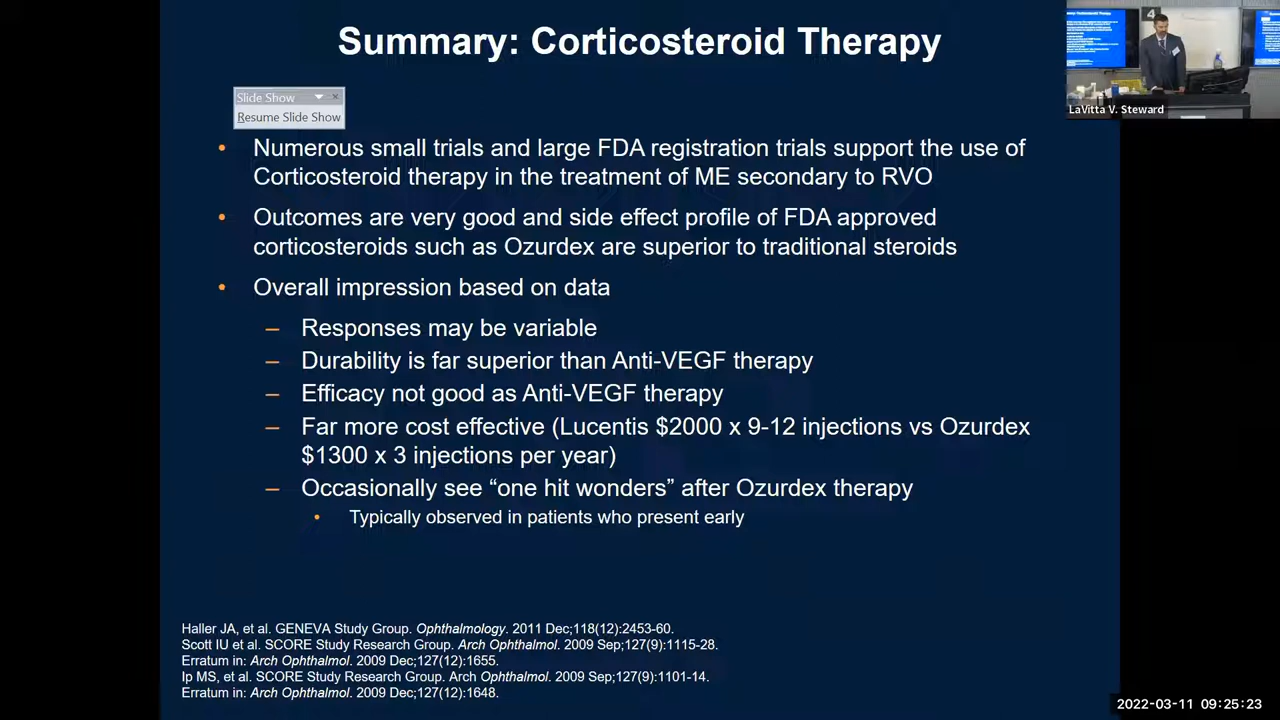 Summary: Corticosteroid Therapy
4
LaVitta V. Steward
Slide Show
Resume Slide Show
• Numerous small trials and large FDA registration trials support the use of
Corticosteroid therapy in the treatment of ME secondary to RVO
• Outcomes are very good and side effect profile of FDA approved
corticosteroids such as Ozurdex are superior to traditional steroids
• Overall impression based on data
– Responses may be variable
– Durability is far superior than Anti-VEGF therapy
– Efficacy not good as Anti-VEGF therapy
– Far more cost effective (Lucentis $2000 x 9-12 injections vs Ozurdex
$1300 x 3 injections per year)
– Occasionally see “one hit wonders” after Ozurdex therapy
• Typically observed in patients who present early
Haller JA, et al. GENEVA Study Group. Ophthalmology. 2011 Dec;118(12):2453-60.
Scott IU et al. SCORE Study Research Group. Arch Ophthalmol. 2009 Sep;127(9):1115-28.
Erratum in: Arch Ophthalmol. 2009 Dec;127(12):1655.
Ip MS, et al. SCORE Study Research Group. Arch Ophthalmol. 2009 Sep;127(9):1101-14.
Erratum in: Arch Ophthalmol. 2009 Dec;127(12):1648.
2022-03-11 09:25:23